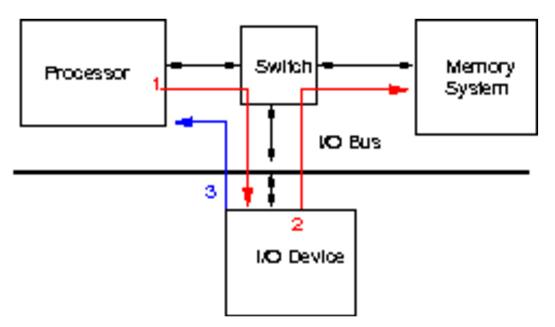 Processor
Switch
Memory
System
1
I/O Bus
3
2
I/O Device